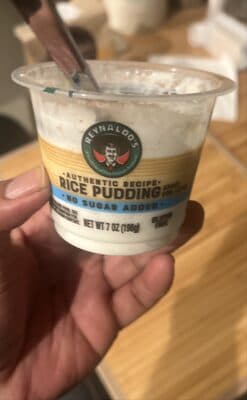 REYNALDO'S
• AUTHENTIC RECIPE •
RICE PUDDING
• NO SUGAR ADDED •
NET WT 7 OZ (198g)